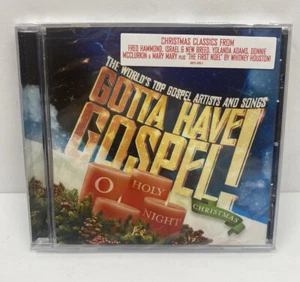 CHRISTMAS CLASSICS FROM
FRED HAMMOND, ISRAEL & NEW BREED, YOLANDA ADAMS, DONNIE
MCCLURKIN & MARY MARY PLUS "THE FIRST NOEL" BY WHITNEY HOUSTON!
THE WORLD'S TOP GOSPEL ARTISTS AND SONGS
GOTTA HAVE
GOSPEL!
CHRISTMAS
O HOLY
NIGHT